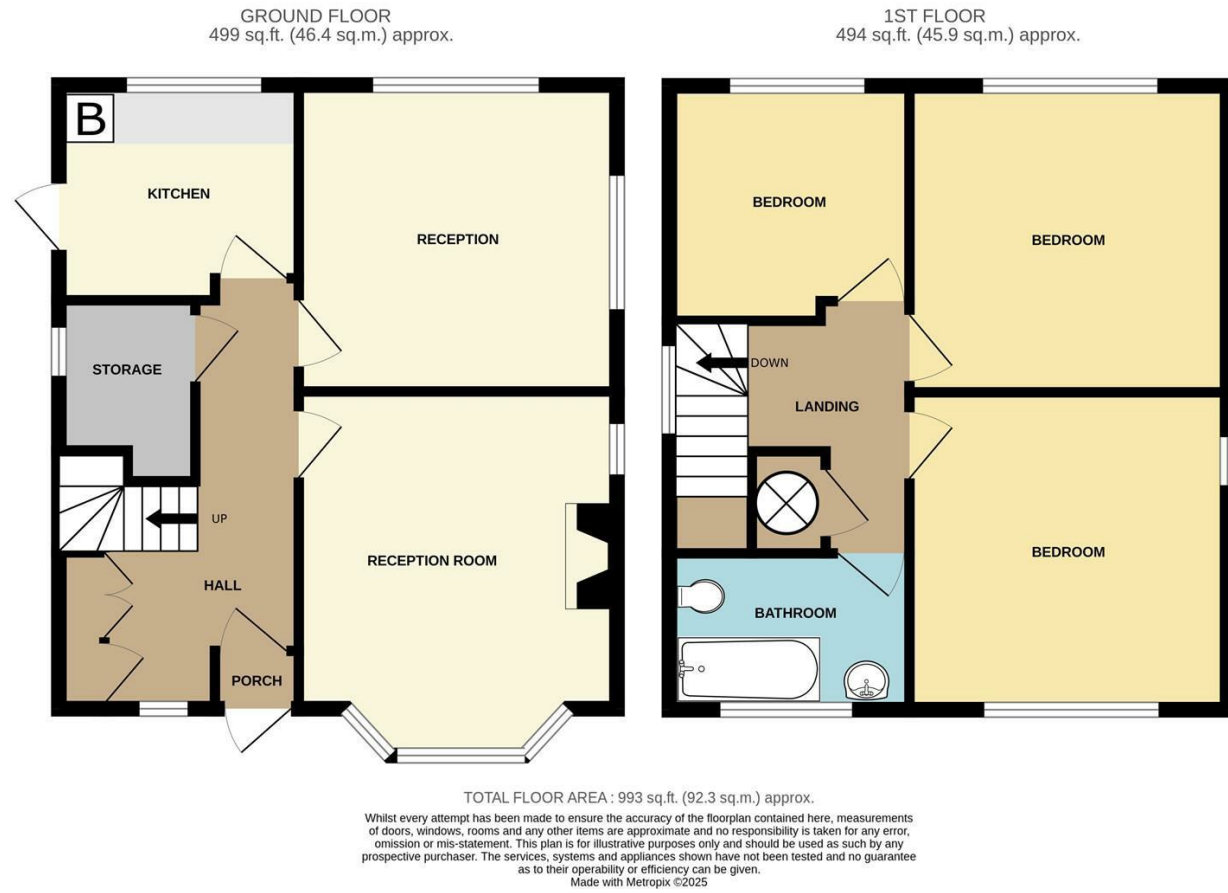 GROUND FLOOR
499 sq.ft. (46.4 sq.m.) approx.
B
KITCHEN
RECEPTION
STORAGE
UP
HALL
RECEPTION ROOM
PORCH
1ST FLOOR
494 sq.ft. (45.9 sq.m.) approx.
BEDROOM
BEDROOM
DOWN
LANDING
BEDROOM
BATHROOM
TOTAL FLOOR AREA : 993 sq.ft. (92.3 sq.m.) approx.
Whilst every attempt has been made to ensure the accuracy of the floorplan contained here, measurements
of doors, windows, rooms and any other items are approximate and no responsibility is taken for any error,
omission or mis-statement. This plan is for illustrative purposes only and should be used as such by any
prospective purchaser. The services, systems and appliances shown have not been tested and no guarantee
as to their operability or efficiency can be given.
Made with Metropix ©2025